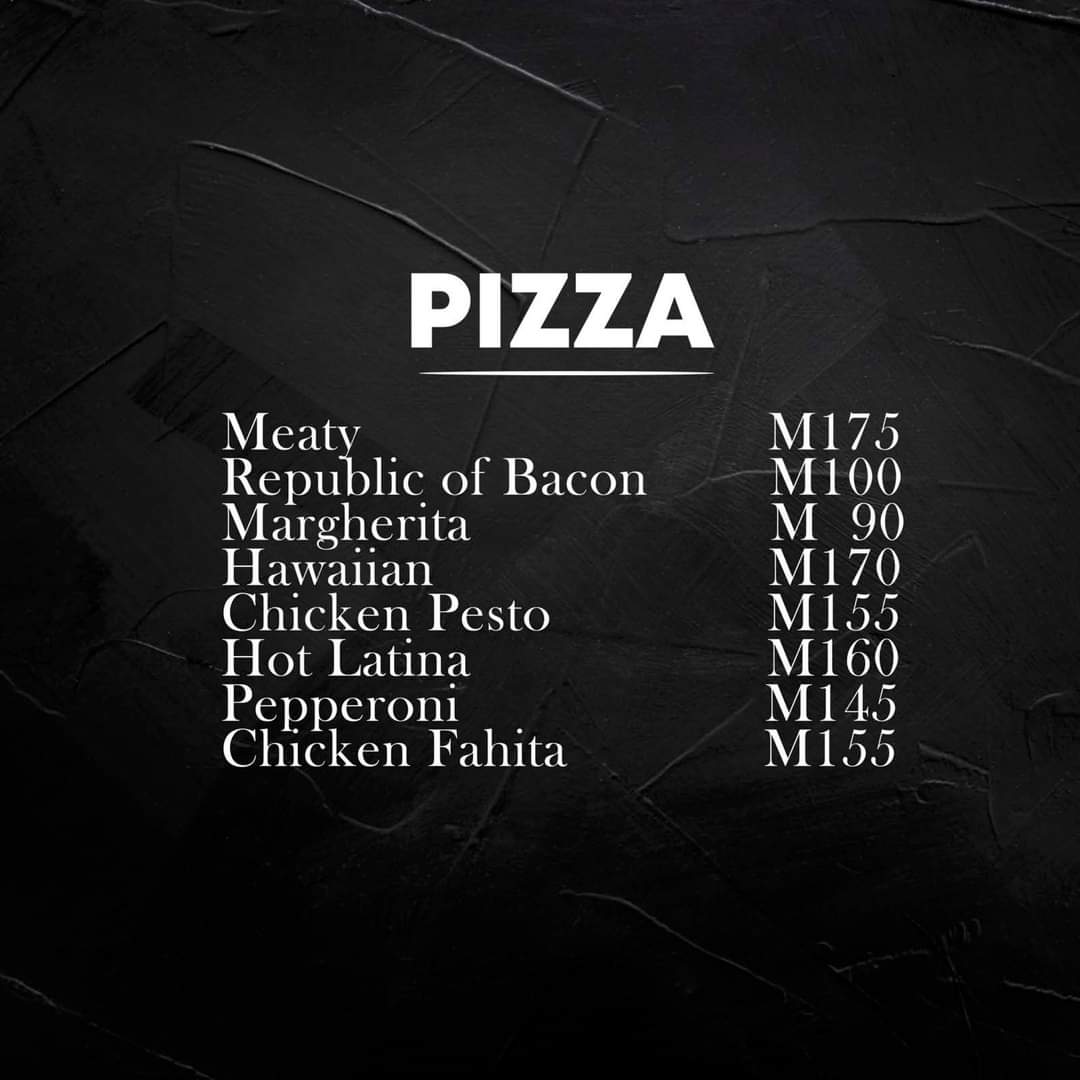 PIZZA
Meaty M175
Republic of Bacon M100
Margherita M 90
Hawaiian M170
Chicken Pesto M155
Hot Latina M160
Pepperoni M145
Chicken Fahita M155